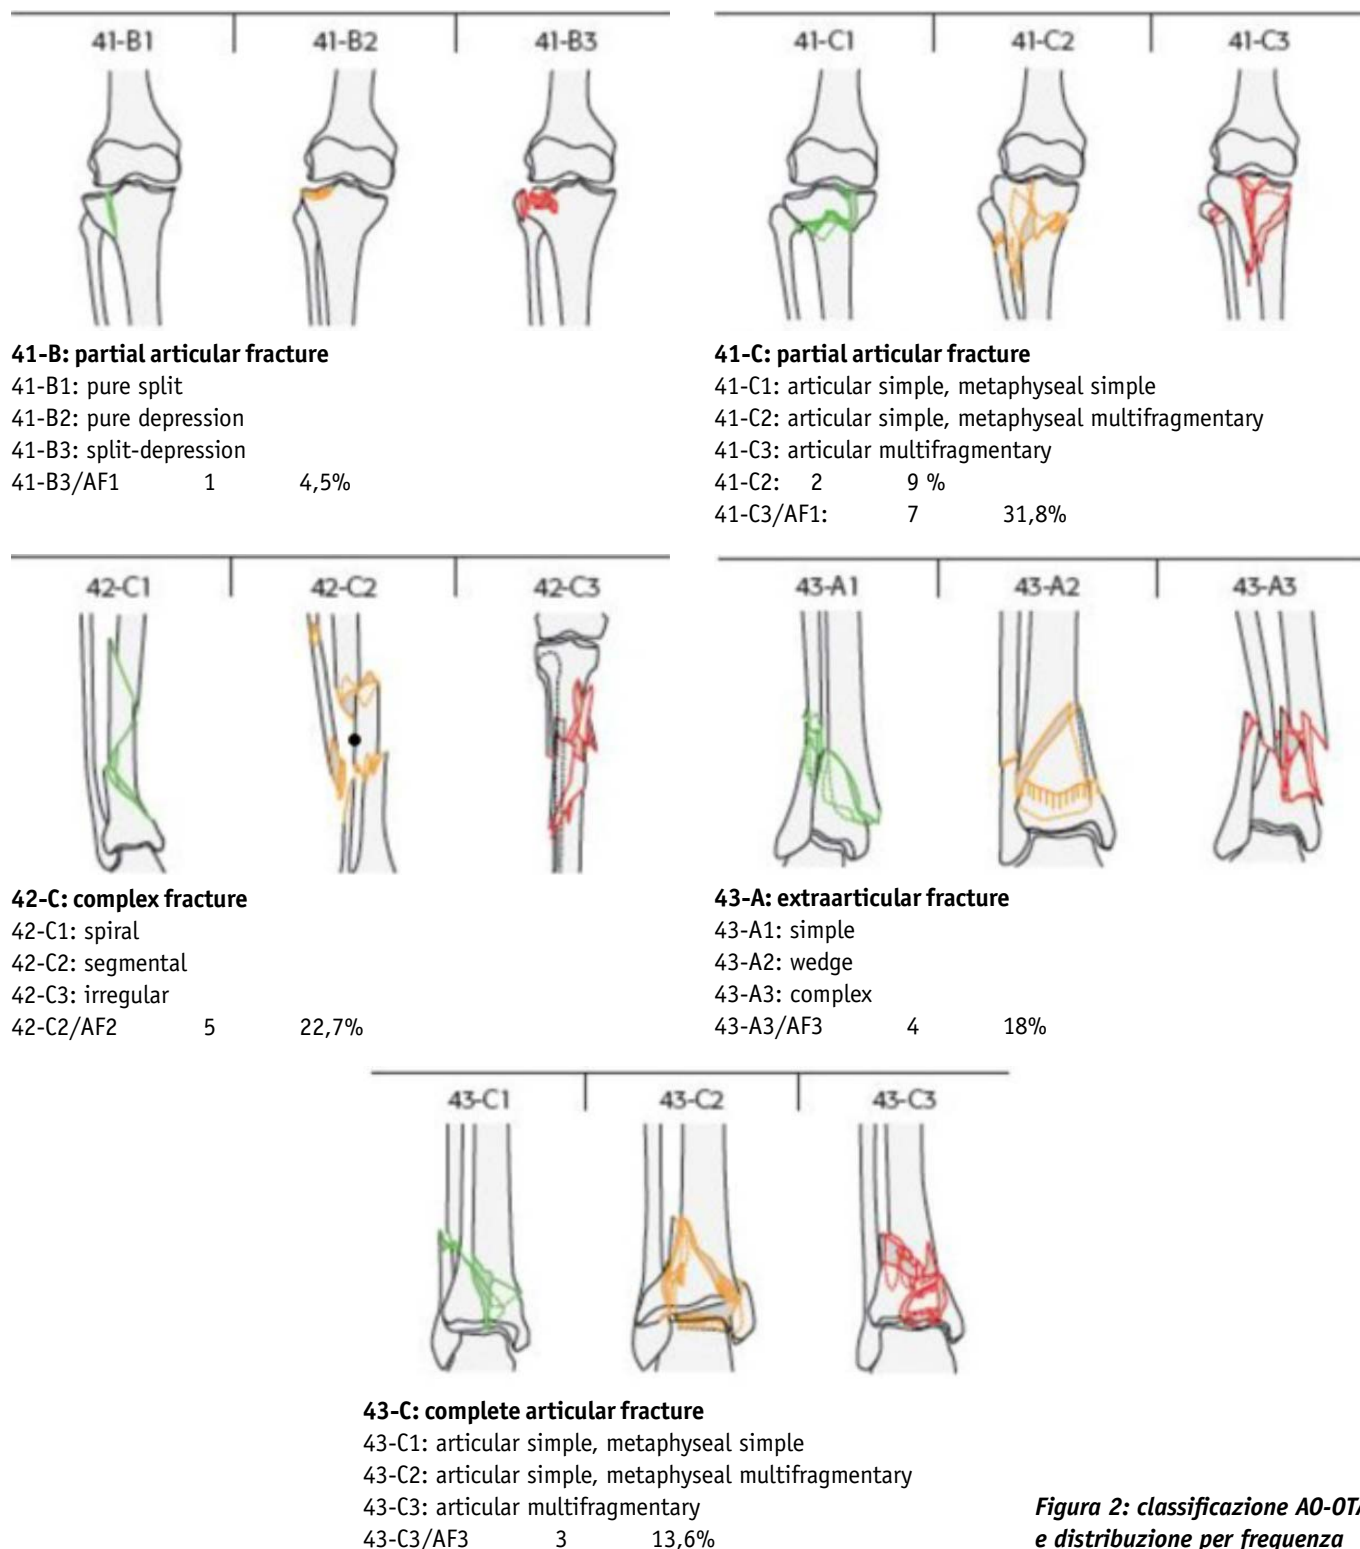 41-B1 41-B2 41-B3
41-B: partial articular fracture
41-B1: pure split
41-B2: pure depression
41-B3: split-depression
41-B3/AF1 1 4,5%
41-C1 41-C2 41-C3
41-C: partial articular fracture
41-C1: articular simple, metaphyseal simple
41-C2: articular simple, metaphyseal multifragmentary
41-C3: articular multifragmentary
41-C2: 2 9 %
41-C3/AF1: 7 31,8%
42-C1 42-C2 42-C3
42-C: complex fracture
42-C1: spiral
42-C2: segmental
42-C3: irregular
42-C2/AF2 5 22,7%
43-A1 43-A2 43-A3
43-A: extraarticular fracture
43-A1: simple
43-A2: wedge
43-A3: complex
43-A3/AF3 4 18%
43-C1 43-C2 43-C3
43-C: complete articular fracture
43-C1: articular simple, metaphyseal simple
43-C2: articular simple, metaphyseal multifragmentary
43-C3: articular multifragmentary
43-C3/AF3 3 13,6%
Figura 2: classificazione AO-OTA
e distribuzione per frequenza